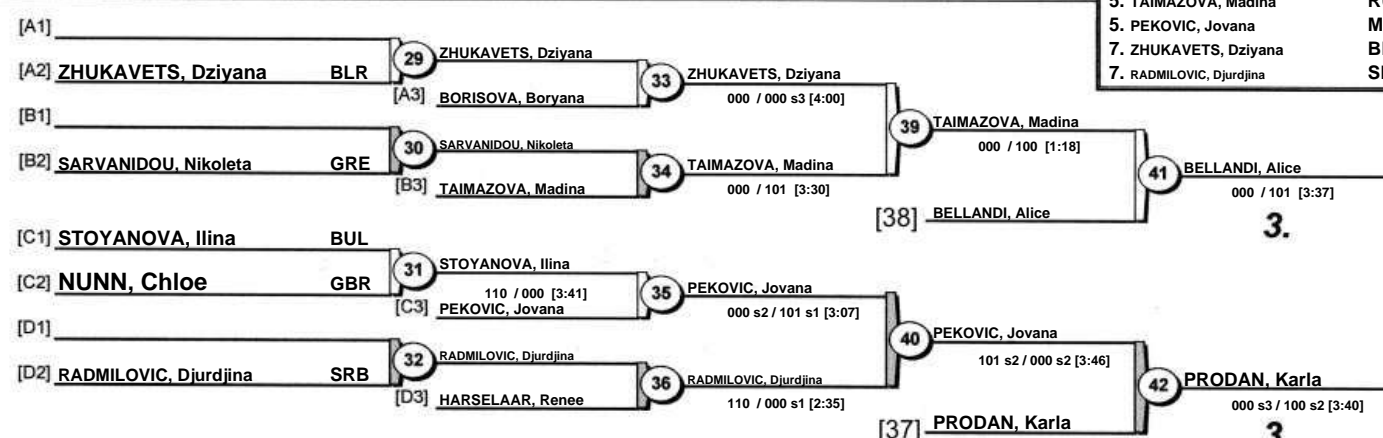 5. TAIMAZOVA, Madina
5. PEKOVIC, Jovana M
7. ZHUKAVETS, Dziyana
7. RADMILOVIC, Djurdjina
[A1]
[A2] ZHUKAVETS, Dziyana BLR
29
ZHUKAVETS, Dziyana
[A3] BORISOVA, Boryana
33
ZHUKAVETS, Dziyana
000 / 000 s3 [4:00]
[B1]
[B2] SARVANIDOU, Nikoleta GRE
30
SARVANIDOU, Nikoleta
[B3] TAIMAZOVA, Madina
34
TAIMAZOVA, Madina
000 / 101 [3:30]
39
TAIMAZOVA, Madina
000 / 100 [1:18]
[38] BELLANDI, Alice
41
BELLANDI, Alice
000 / 101 [3:37]
3.
[C1] STOYANOVA, Ilina BUL
[C2] NUNN, Chloe GBR
31
STOYANOVA, Ilina
110 / 000 [3:41]
[C3] PEKOVIC, Jovana
35
PEKOVIC, Jovana
000 s2 / 101 s1 [3:07]
[D1]
[D2] RADMILOVIC, Djurdjina SRB
32
RADMILOVIC, Djurdjina
[D3] HARSELAAR, Renee
36
RADMILOVIC, Djurdjina
110 / 000 s1 [2:35]
40
PEKOVIC, Jovana
101 s2 / 000 s2 [3:46]
[37] PRODAN, Karla
42
PRODAN, Karla
000 s3 / 100 s2 [3:40]
3